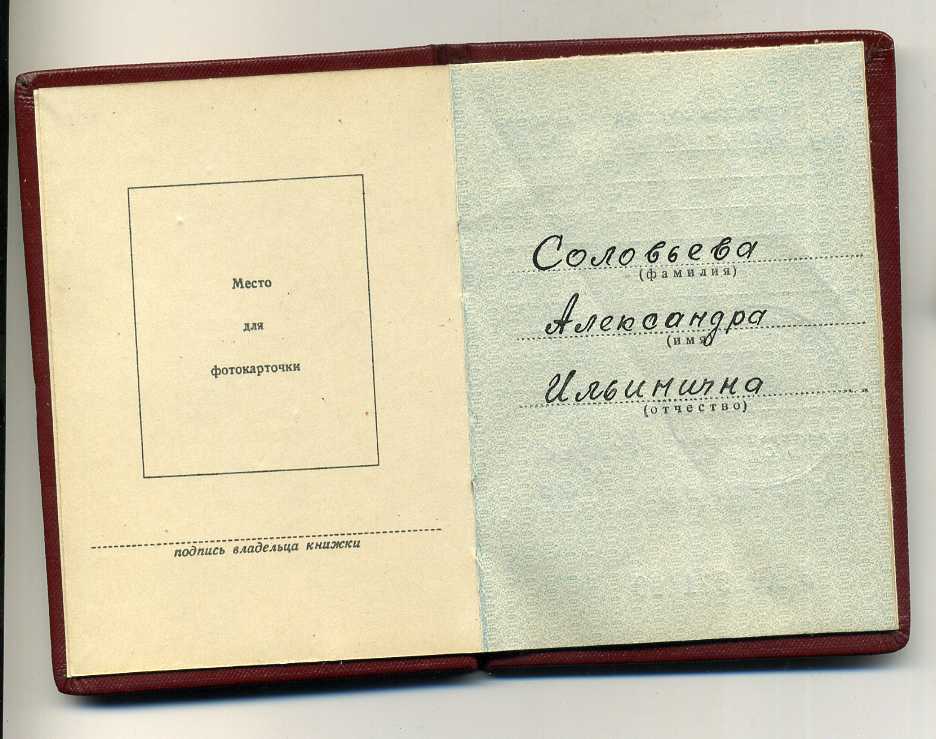 Место
для
фотокарточки
подпись владельца книжки
Соловьева
(фамилия)
Александра
(имя)
Ильинична
(отчество)